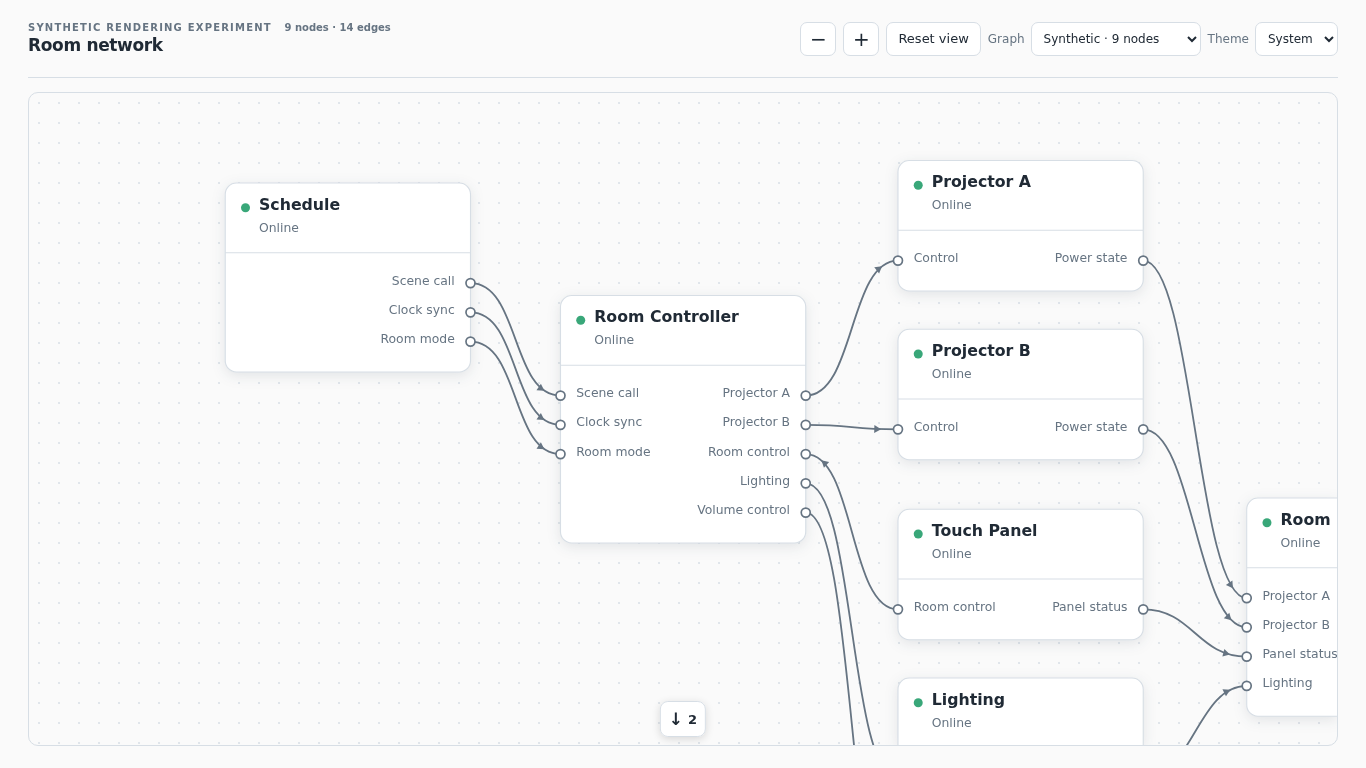 SYNTHETIC RENDERING EXPERIMENT 9 nodes · 14 edges
Room network
− + Reset view Graph Synthetic · 9 nodes Theme System
Schedule
Online
Scene call
Clock sync
Room mode
Room Controller
Online
Scene call Projector A
Clock sync Projector B
Room mode Room control
Lighting
Volume control
Projector A
Online
Control Power state
Projector B
Online
Control Power state
Touch Panel
Online
Room control Panel status
Lighting
Online
Room
Online
Projector A
Projector B
Panel status
Lighting
↓ 2